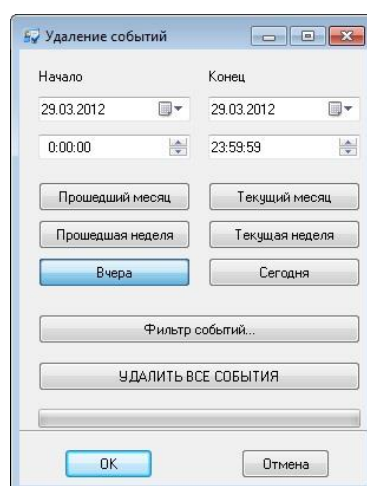 Удаление событий
Начало Конец
29.03.2012 29.03.2012
0:00:00 23:59:59
Прошедший месяц Текущий месяц
Прошедшая неделя Текущая неделя
Вчера Сегодня
Фильтр событий...
УДАЛИТЬ ВСЕ СОБЫТИЯ
OK Отмена